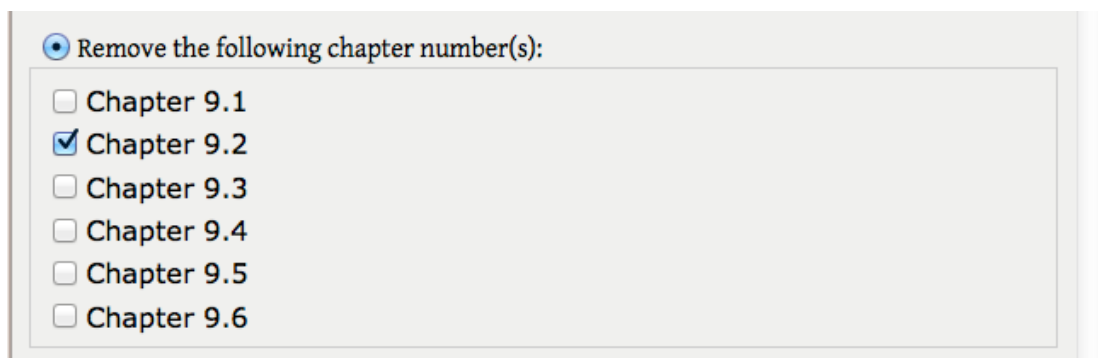 Remove the following chapter number(s):
Chapter 9.1
Chapter 9.2
Chapter 9.3
Chapter 9.4
Chapter 9.5
Chapter 9.6